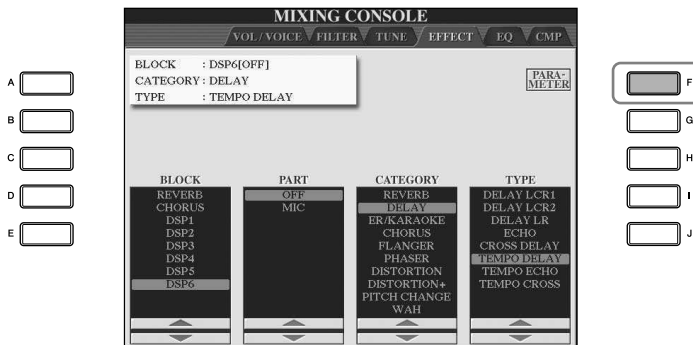 MIXING CONSOLE
VOL / VOICE FILTER TUNE EFFECT EQ CMP
BLOCK : DSP6[OFF]
CATEGORY : DELAY
TYPE : TEMPO DELAY
PARA-
METER
A
B
C
D
E
F
G
H
I
J
BLOCK
REVERB
CHORUS
DSP1
DSP2
DSP3
DSP4
DSP5
DSP6
PART
OFF
MIC
CATEGORY
REVERB
DELAY
ER/KARAOKE
CHORUS
FLANGER
PHASER
DISTORTION
DISTORTION+
PITCH CHANGE
WAH
TYPE
DELAY LCR1
DELAY LCR2
DELAY LR
ECHO
CROSS DELAY
TEMPO DELAY
TEMPO ECHO
TEMPO CROSS